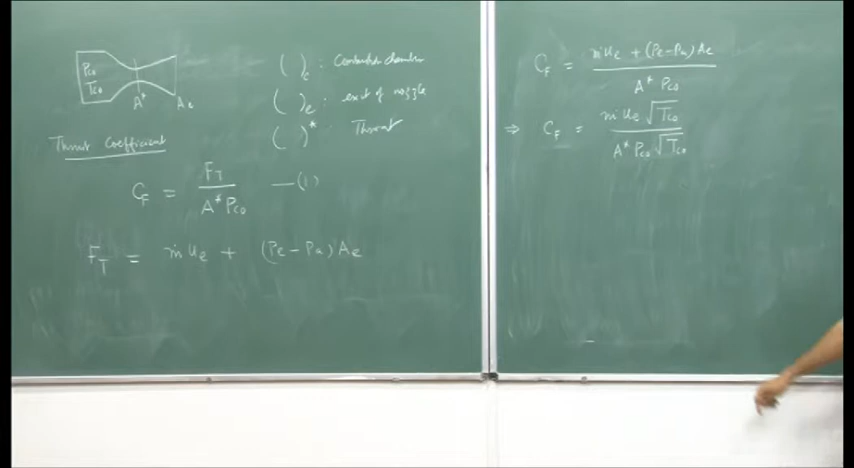 Pco
Tco
A*
Ae
( )c : Combustion chamber
( )e : exit of nozzle
( )* : Throat
Thrust Coefficient
CF = FT / A* Pco —(1)
FT = ṁ ue + (Pe - Pa) Ae
CF = ṁ ue + (Pe - Pa) Ae / A* Pco
⇒ CF = ṁ ue √Tco / A* Pco √Tco